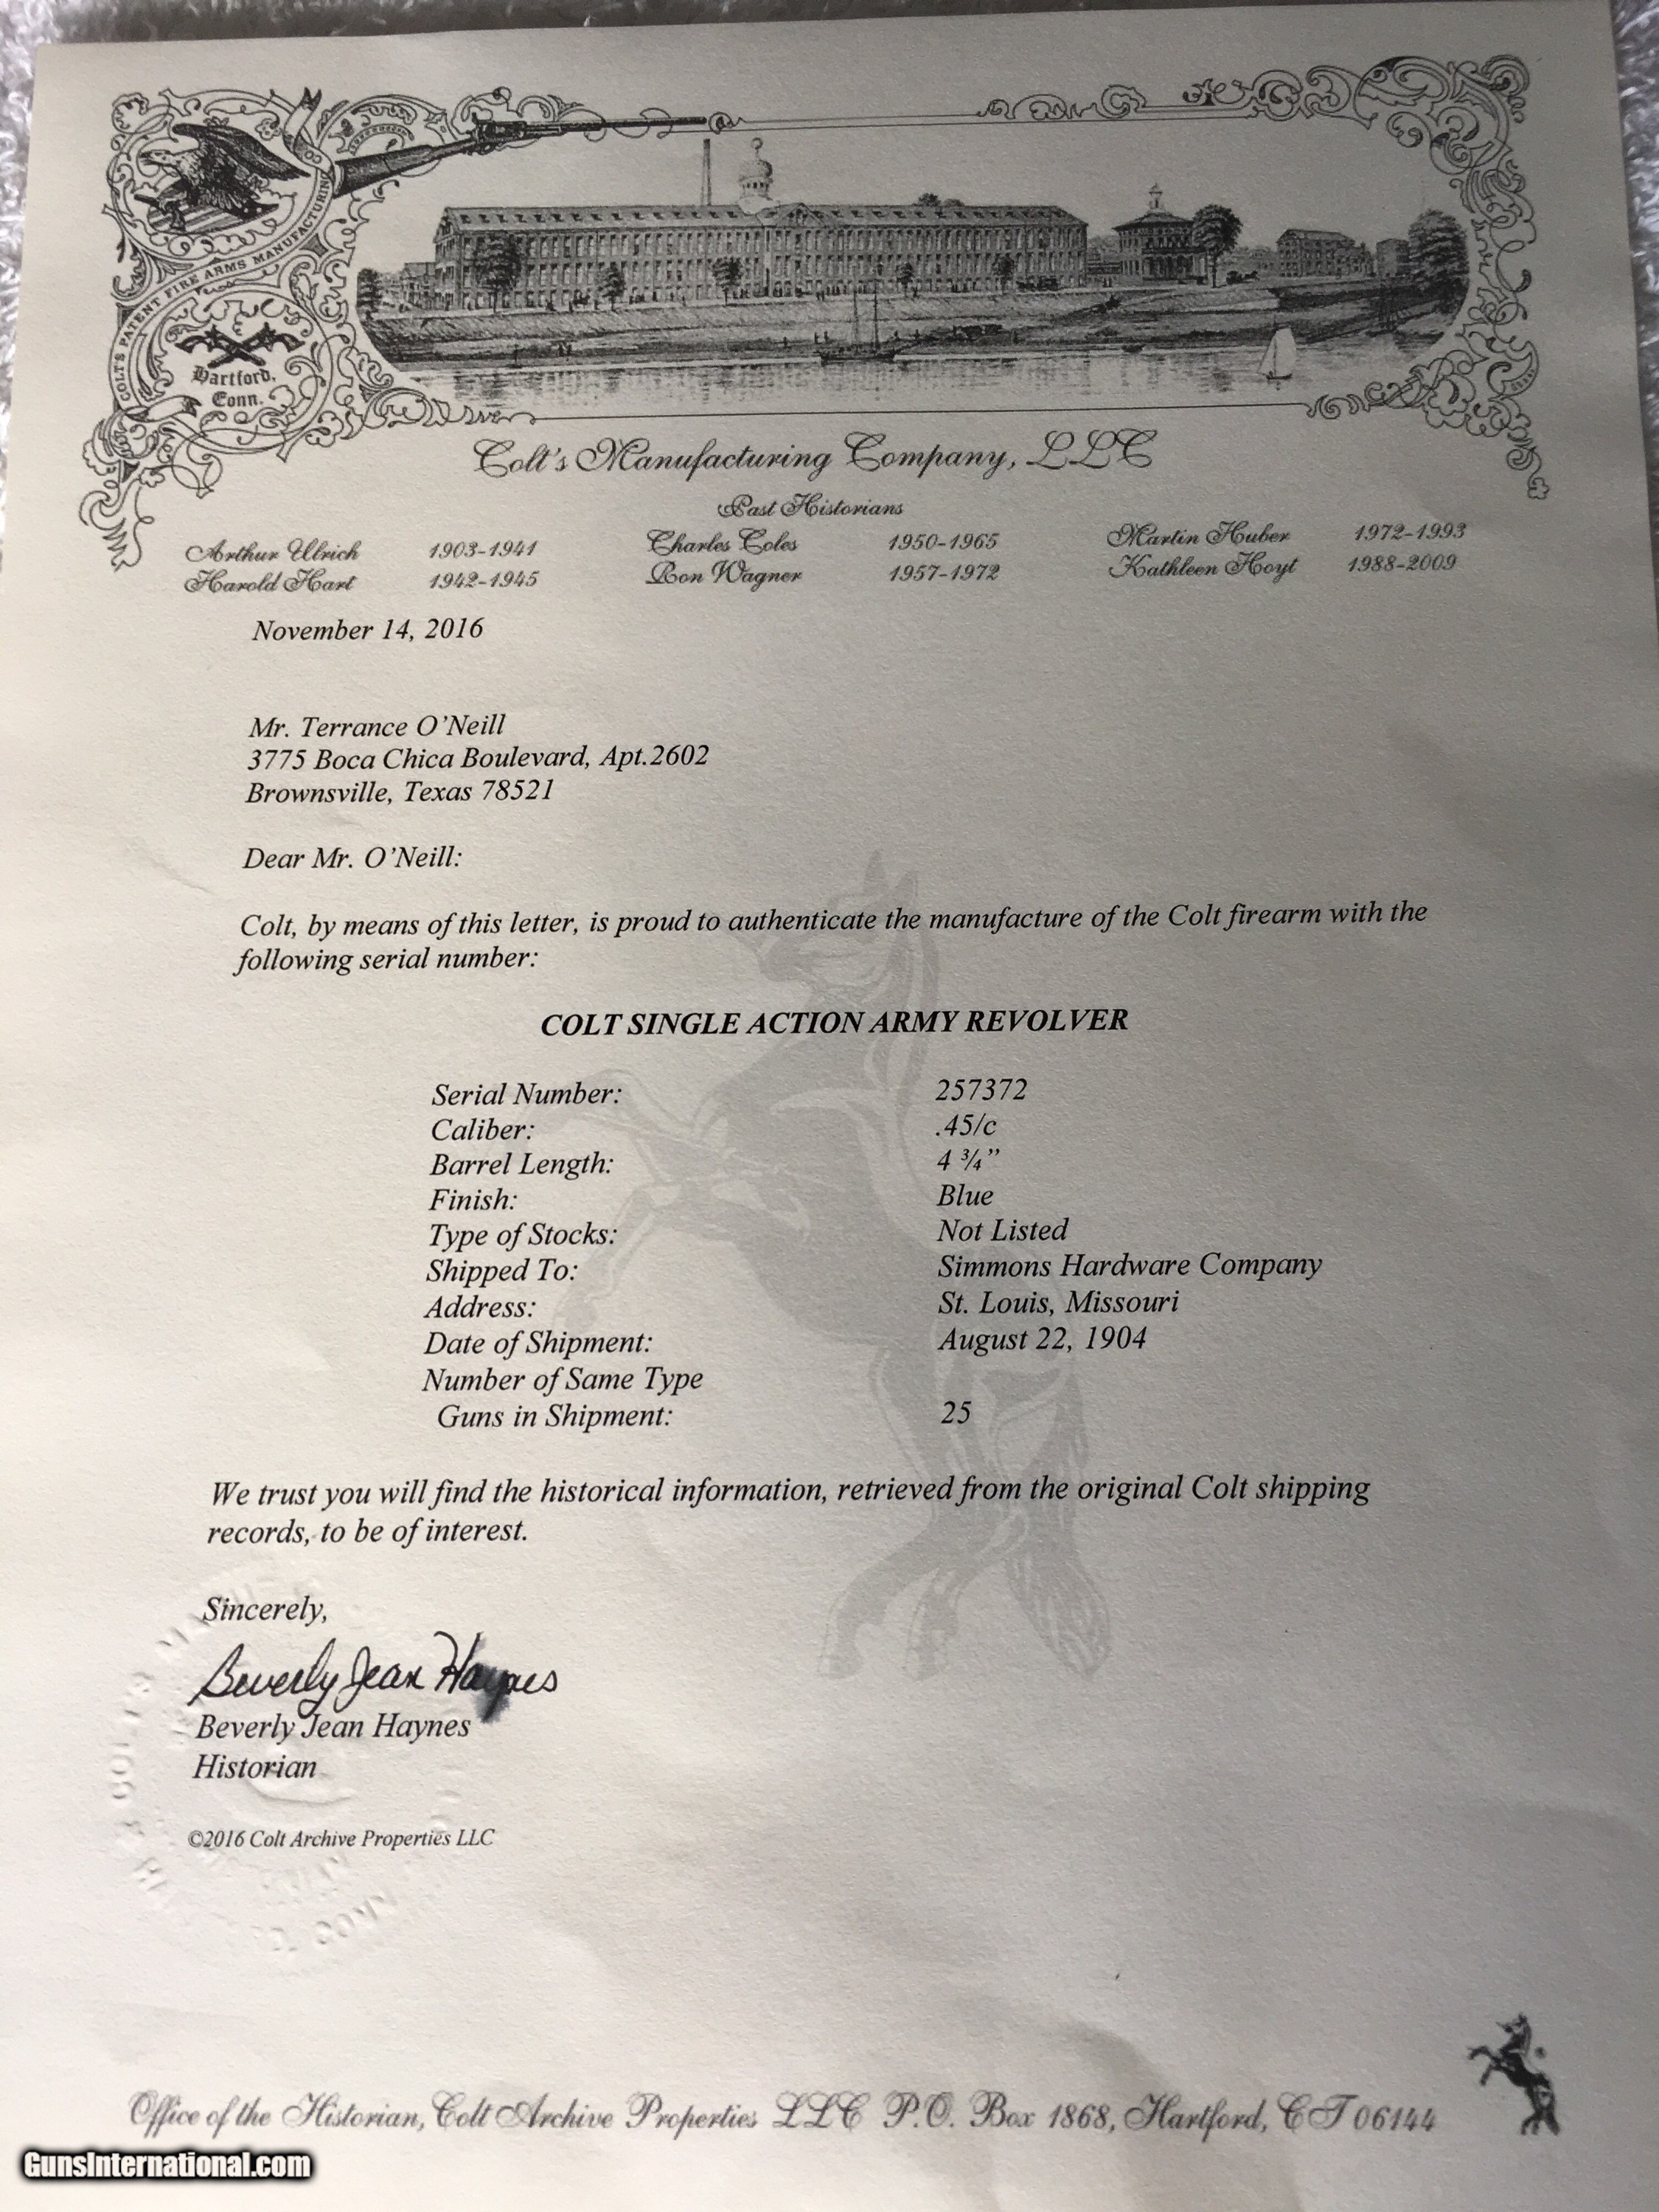 COLT'S PATENT FIRE ARMS MANUFACTURING
Hartford,
Conn.
Colt's Manufacturing Company, LLC
Past Historians
Arthur Ulrich 1903-1941 Charles Coles 1950-1965 Martin Huber 1972-1993
Harold Hart 1942-1945 Ron Wagner 1957-1972 Kathleen Hoyt 1988-2009
November 14, 2016
Mr. Terrance O'Neill
3775 Boca Chica Boulevard, Apt.2602
Brownsville, Texas 78521
Dear Mr. O'Neill:
Colt, by means of this letter, is proud to authenticate the manufacture of the Colt firearm with the
following serial number:
COLT SINGLE ACTION ARMY REVOLVER
Serial Number: 257372
Caliber: .45/c
Barrel Length: 4 ¾”
Finish: Blue
Type of Stocks: Not Listed
Shipped To: Simmons Hardware Company
Address: St. Louis, Missouri
Date of Shipment: August 22, 1904
Number of Same Type
Guns in Shipment: 25
We trust you will find the historical information, retrieved from the original Colt shipping
records, to be of interest.
Sincerely,
Beverly Jean Haynes
Beverly Jean Haynes
Historian
©2016 Colt Archive Properties LLC
Office of the Historian, Colt Archive Properties LLC P.O. Box 1868, Hartford, CT 06144
GunsInternational.com